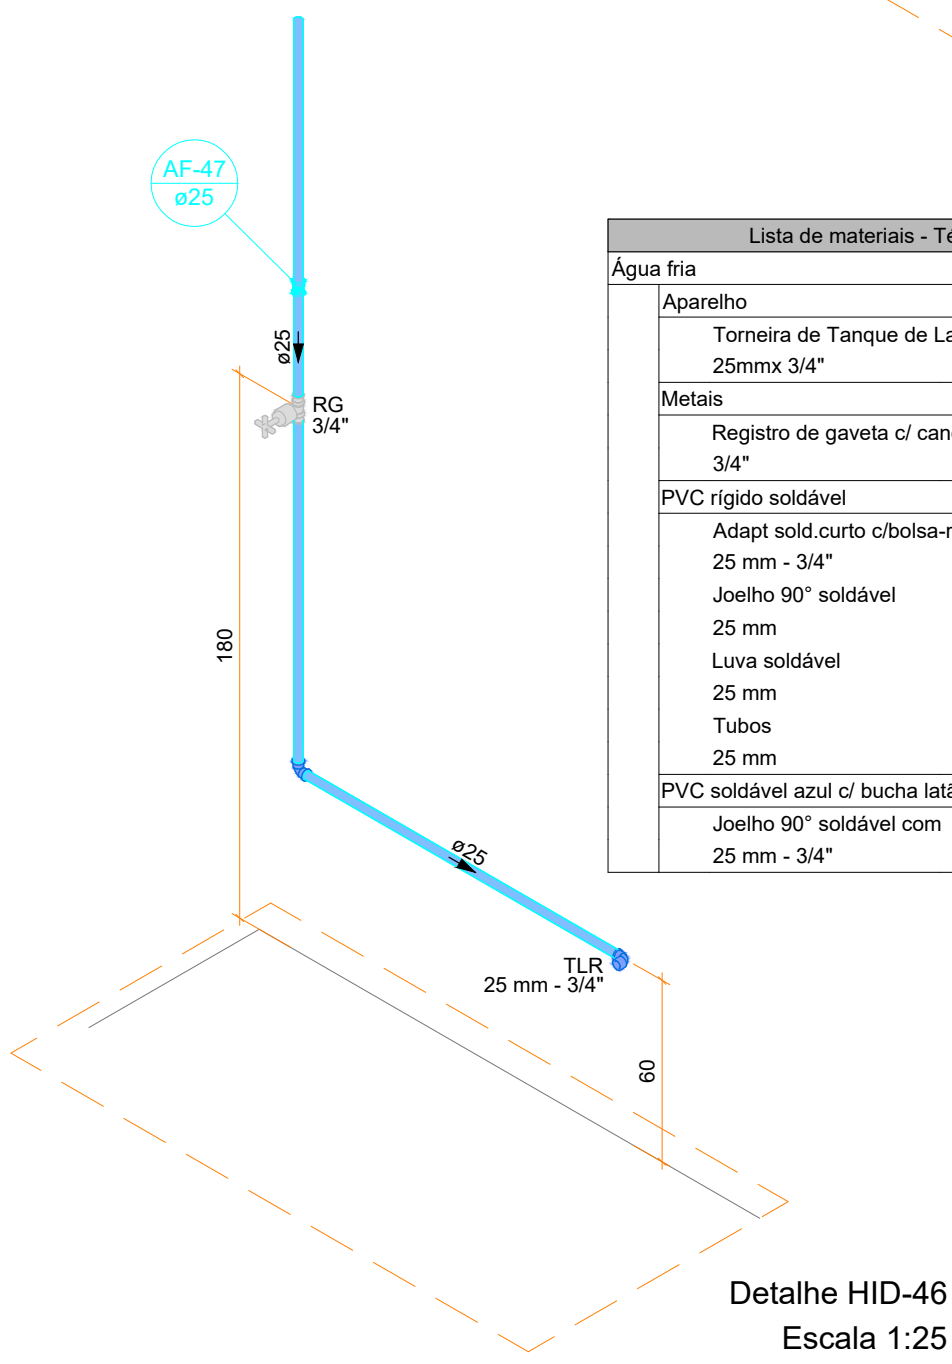 AF-47
ø25
ø25
RG
3/4"
180
ø25
TLR
25 mm - 3/4"
60
Lista de materiais - Té
Água fria
Aparelho
Torneira de Tanque de La
25mmx 3/4"
Metais
Registro de gaveta c/ can
3/4"
PVC rígido soldável
Adapt sold.curto c/bolsa-r
25 mm - 3/4"
Joelho 90° soldável
25 mm
Luva soldável
25 mm
Tubos
25 mm
PVC soldável azul c/ bucha latã
Joelho 90° soldável com
25 mm - 3/4"
Detalhe HID-46
Escala 1:25